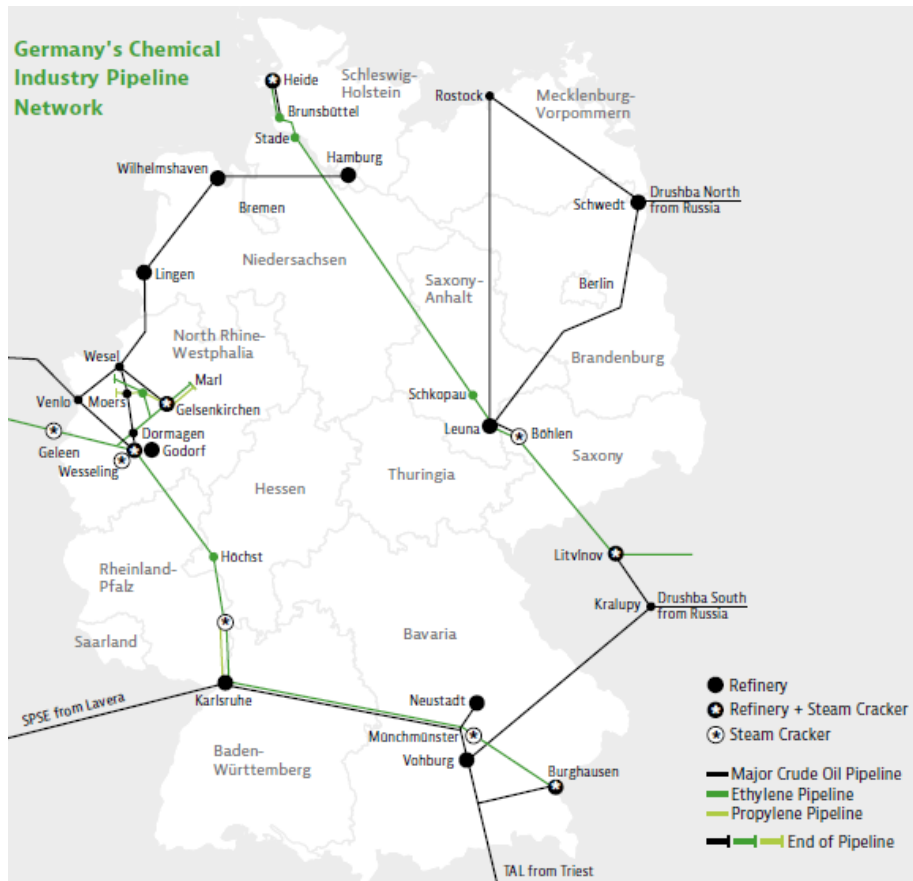 Germany's Chemical
Industry Pipeline
Network
Heide
Schleswig-
Holstein
Brunsbüttel
Stade
Rostock
Mecklenburg-
Vorpommern
Hamburg
Wilhelmshaven
Bremen
Schwedt
Drushba North
from Russia
Niedersachsen
Lingen
Saxony-
Anhalt
Berlin
North Rhine-
Westphalia
Brandenburg
Wesel
Marl
Venlo
Moers
Gelsenkirchen
Schkopau
Leuna
Böhlen
Dormagen
Geleen
Godorf
Wesseling
Saxony
Thuringia
Hessen
Höchst
Litvínov
Rheinland-
Pfalz
Kralupy
Drushba South
from Russia
Saarland
Bavaria
SPSE from Lavera
Karlsruhe
Neustadt
Münchmünster
Baden-
Württemberg
Vohburg
Burghausen
TAL from Triest
Refinery
Refinery + Steam Cracker
Steam Cracker
Major Crude Oil Pipeline
Ethylene Pipeline
Propylene Pipeline
End of Pipeline